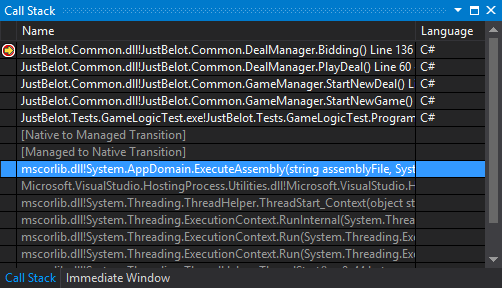 Call Stack
Name Language
JustBelot.Common.dll!JustBelot.Common.DealManager.Bidding() Line 136 C#
JustBelot.Common.dll!JustBelot.Common.DealManager.PlayDeal() Line 60 C#
JustBelot.Common.dll!JustBelot.Common.GameManager.StartNewDeal() L C#
JustBelot.Common.dll!JustBelot.Common.GameManager.StartNewGame() C#
JustBelot.Tests.GameLogicTest.exe!JustBelot.Tests.GameLogicTest.Program C#
[Native to Managed Transition]
[Managed to Native Transition]
mscorlib.dll!System.AppDomain.ExecuteAssembly(string assemblyFile, Syst
Microsoft.VisualStudio.HostingProcess.Utilities.dll!Microsoft.VisualStudio.H
mscorlib.dll!System.Threading.ThreadHelper.ThreadStart_Context(object st
mscorlib.dll!System.Threading.ExecutionContext.RunInternal(System.Threa
mscorlib.dll!System.Threading.ExecutionContext.Run(System.Threading.Exe
mscorlib.dll!System.Threading.ExecutionContext.Run(System.Threading.Exe
Call Stack Immediate Window